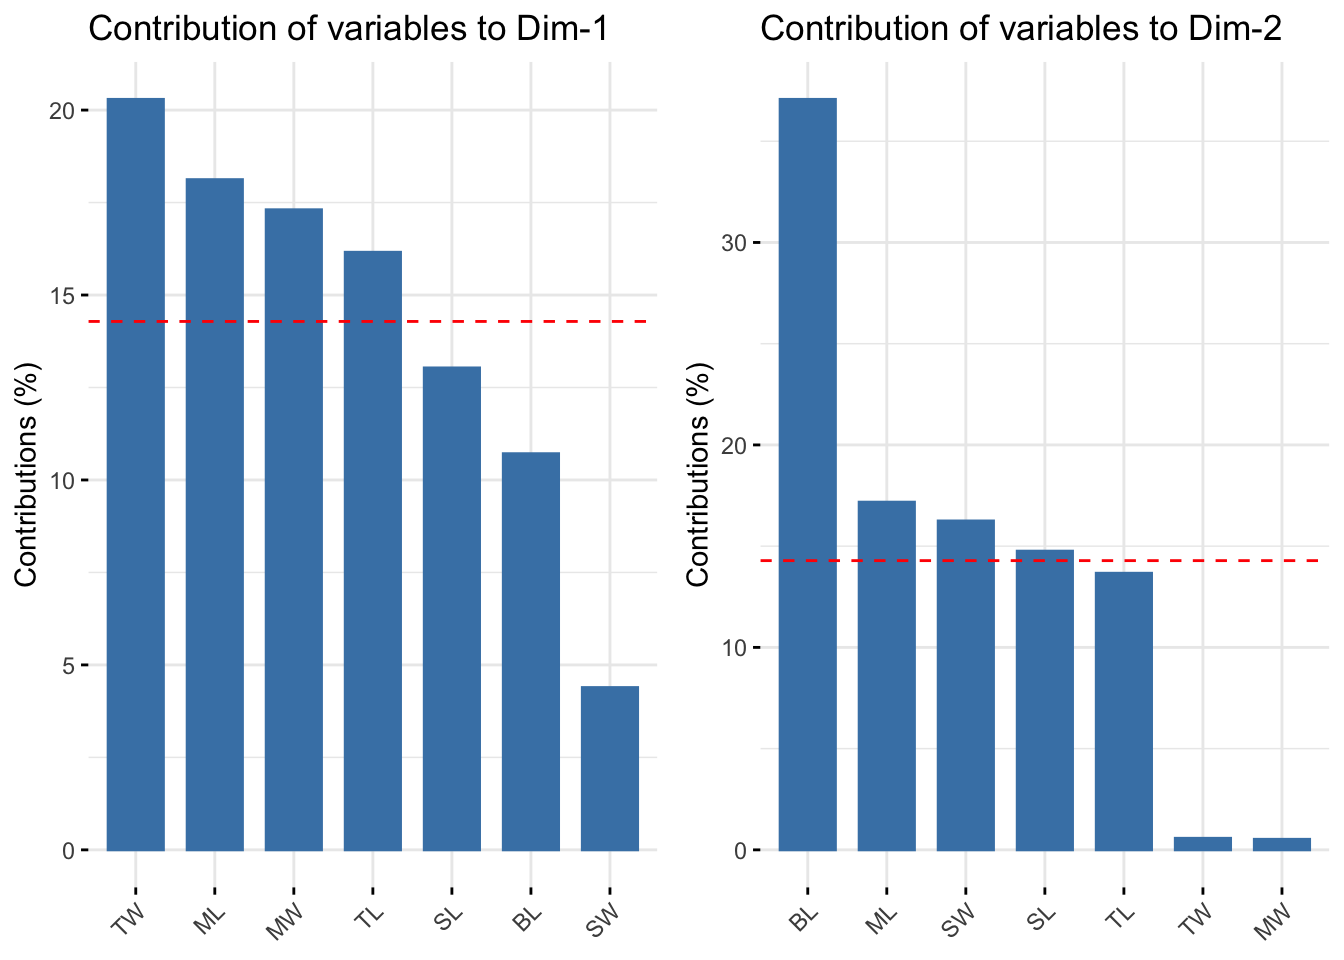 Contribution of variables to Dim-1
Contributions (%)
20
15
10
5
0
TW
ML
MW
TL
SL
BL
SW
Contribution of variables to Dim-2
Contributions (%)
30
20
10
0
BL
ML
SW
SL
TL
TW
MW